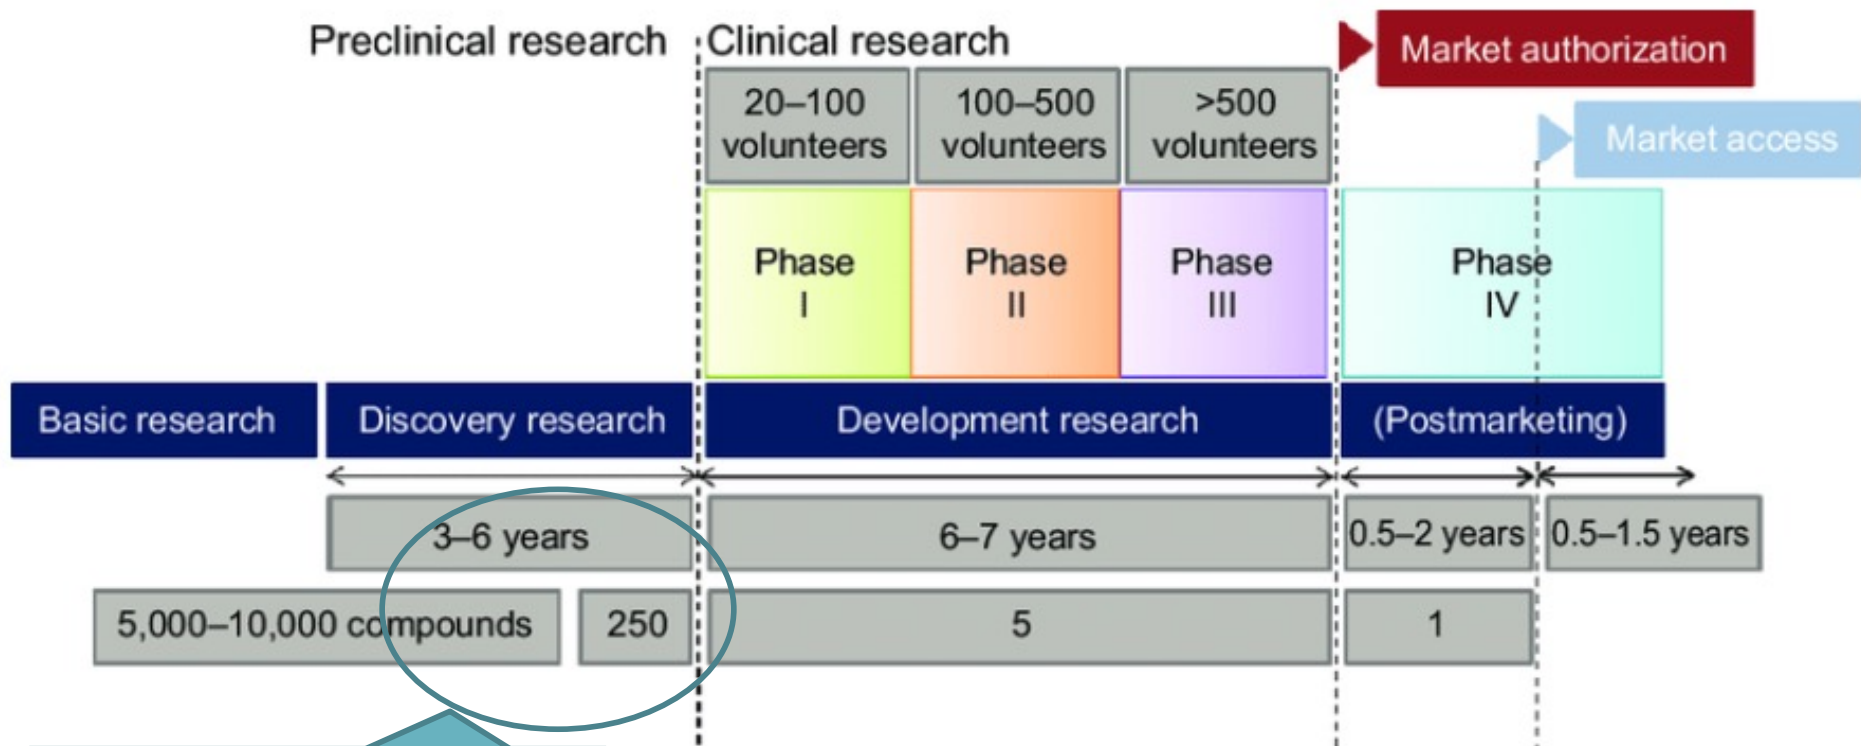 Preclinical research
Clinical research
Market authorization
Market access
20–100
volunteers
100–500
volunteers
>500
volunteers
Phase
I
Phase
II
Phase
III
Phase
IV
Basic research
Discovery research
Development research
(Postmarketing)
3–6 years
6–7 years
0.5–2 years
0.5–1.5 years
5,000–10,000 compounds
250
5
1